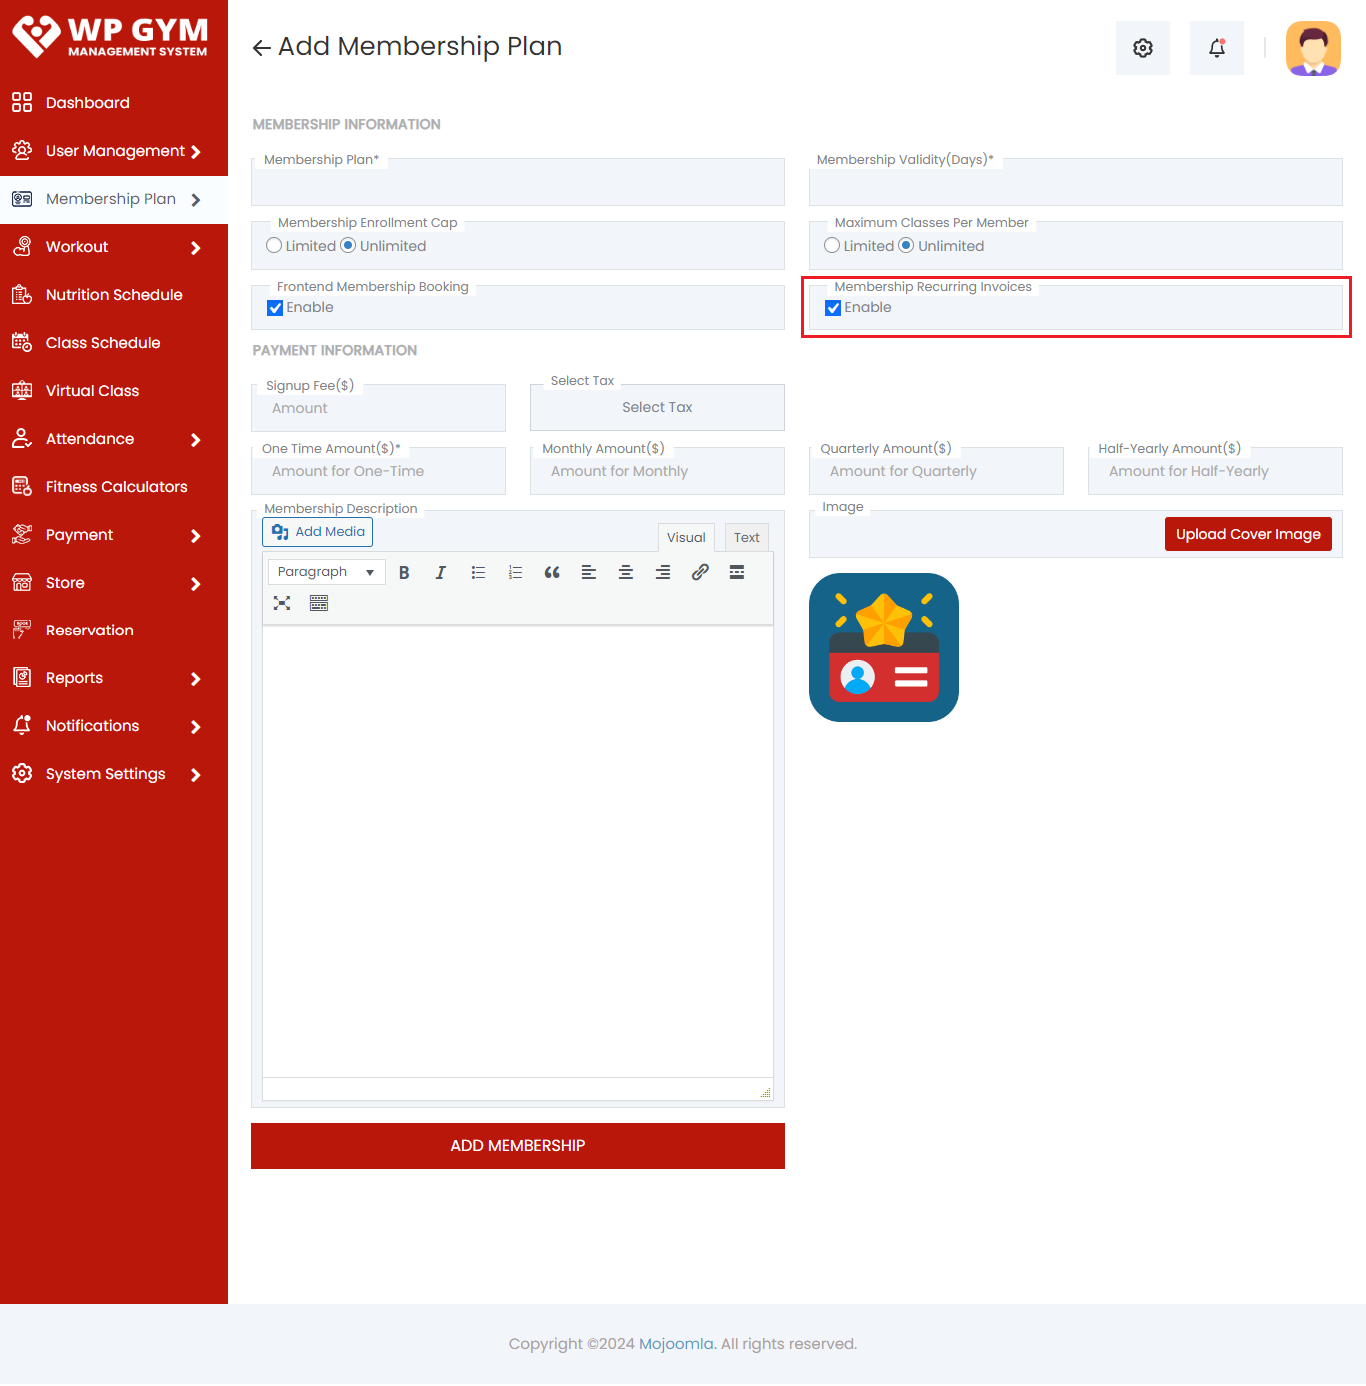 WP GYM
MANAGEMENT SYSTEM
Dashboard
User Management
Membership Plan
Workout
Nutrition Schedule
Class Schedule
Virtual Class
Attendance
Fitness Calculators
Payment
Store
Reservation
Reports
Notifications
System Settings
Add Membership Plan
MEMBERSHIP INFORMATION
Membership Plan*
Membership Validity(Days)*
Membership Enrollment Cap
Limited Unlimited
Maximum Classes Per Member
Limited Unlimited
Frontend Membership Booking
Enable
Membership Recurring Invoices
Enable
PAYMENT INFORMATION
Signup Fee($)
Amount
Select Tax
Select Tax
One Time Amount($)*
Amount for One-Time
Monthly Amount($)
Amount for Monthly
Quarterly Amount($)
Amount for Quarterly
Half-Yearly Amount($)
Amount for Half-Yearly
Membership Description
Add Media
Visual Text
Paragraph
Image
Upload Cover Image
ADD MEMBERSHIP
Copyright ©2024 Mojoomla. All rights reserved.